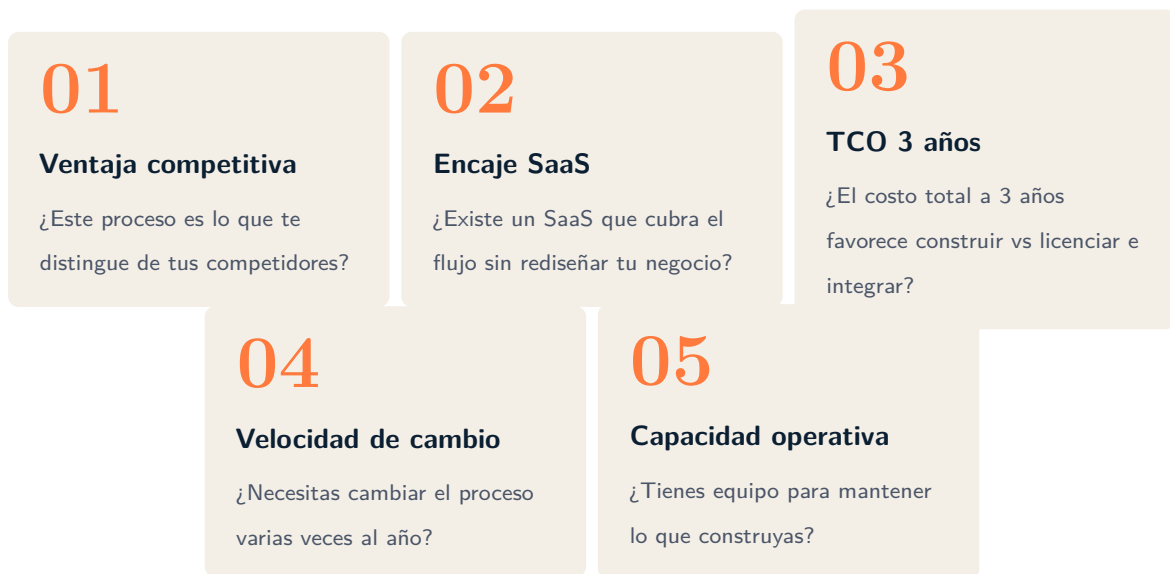 01
Ventaja competitiva
¿Este proceso es lo que te
distingue de tus competidores?
02
Encaje SaaS
¿Existe un SaaS que cubra el
flujo sin rediseñar tu negocio?
03
TCO 3 años
¿El costo total a 3 años
favorece construir vs licenciar e
integrar?
04
Velocidad de cambio
¿Necesitas cambiar el proceso
varias veces al año?
05
Capacidad operativa
¿Tienes equipo para mantener
lo que construyas?